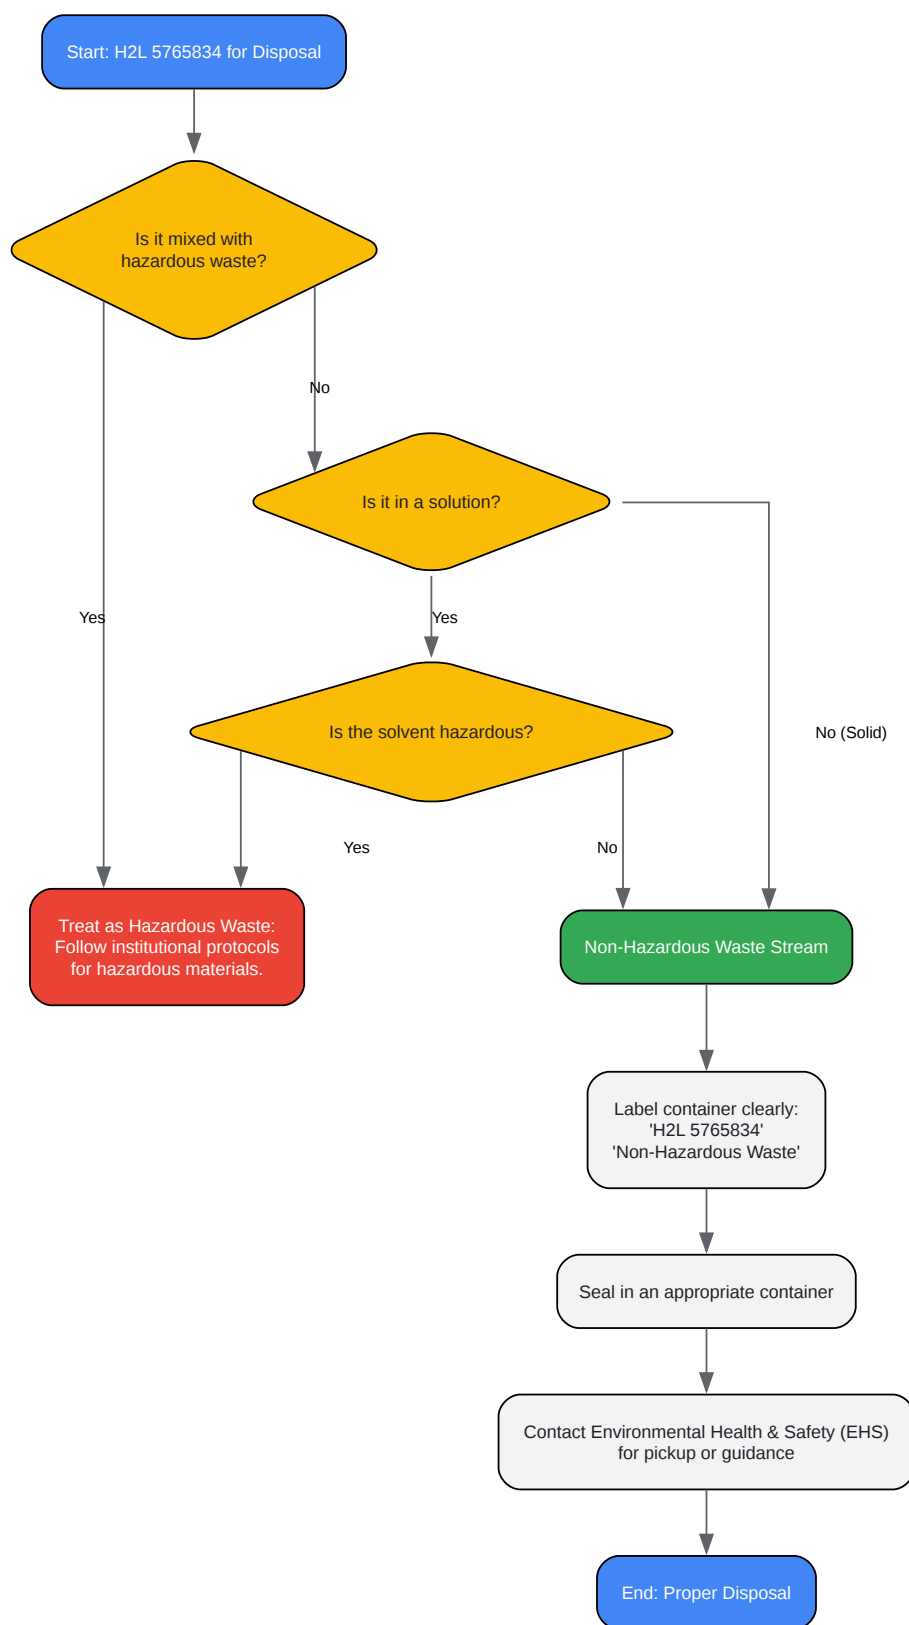 Start: H2L 5765834 for Disposal
Is it mixed with
hazardous waste?
No
Is it in a solution?
Yes
Yes
Is the solvent hazardous?
No (Solid)
Yes
No
Treat as Hazardous Waste:
Follow institutional protocols
for hazardous materials.
Non-Hazardous Waste Stream
Label container clearly:
'H2L 5765834'
'Non-Hazardous Waste'
Seal in an appropriate container
Contact Environmental Health & Safety (EHS)
for pickup or guidance
End: Proper Disposal